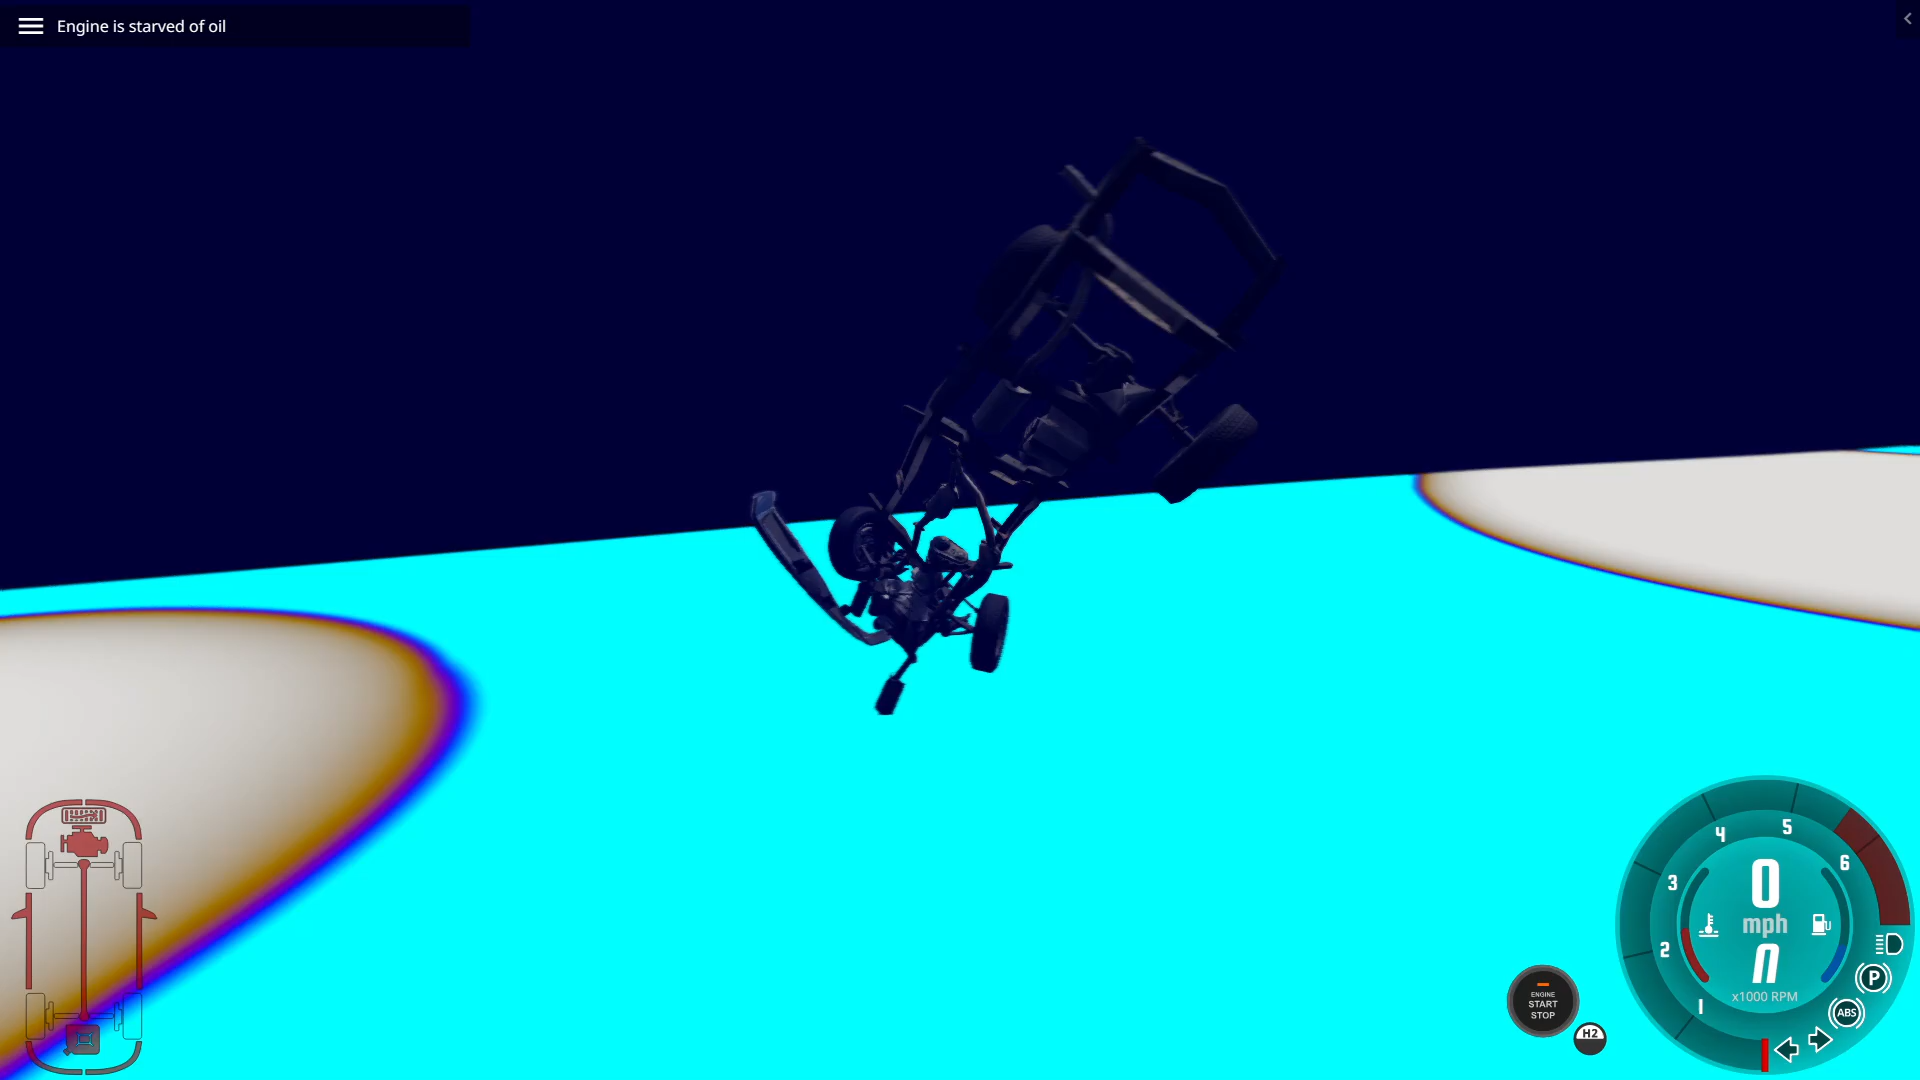 Engine is starved of oil
5
4
6
3
0
mph
2
n
x1000 RPM
1
P
ABS
ENGINE
START
STOP
H2